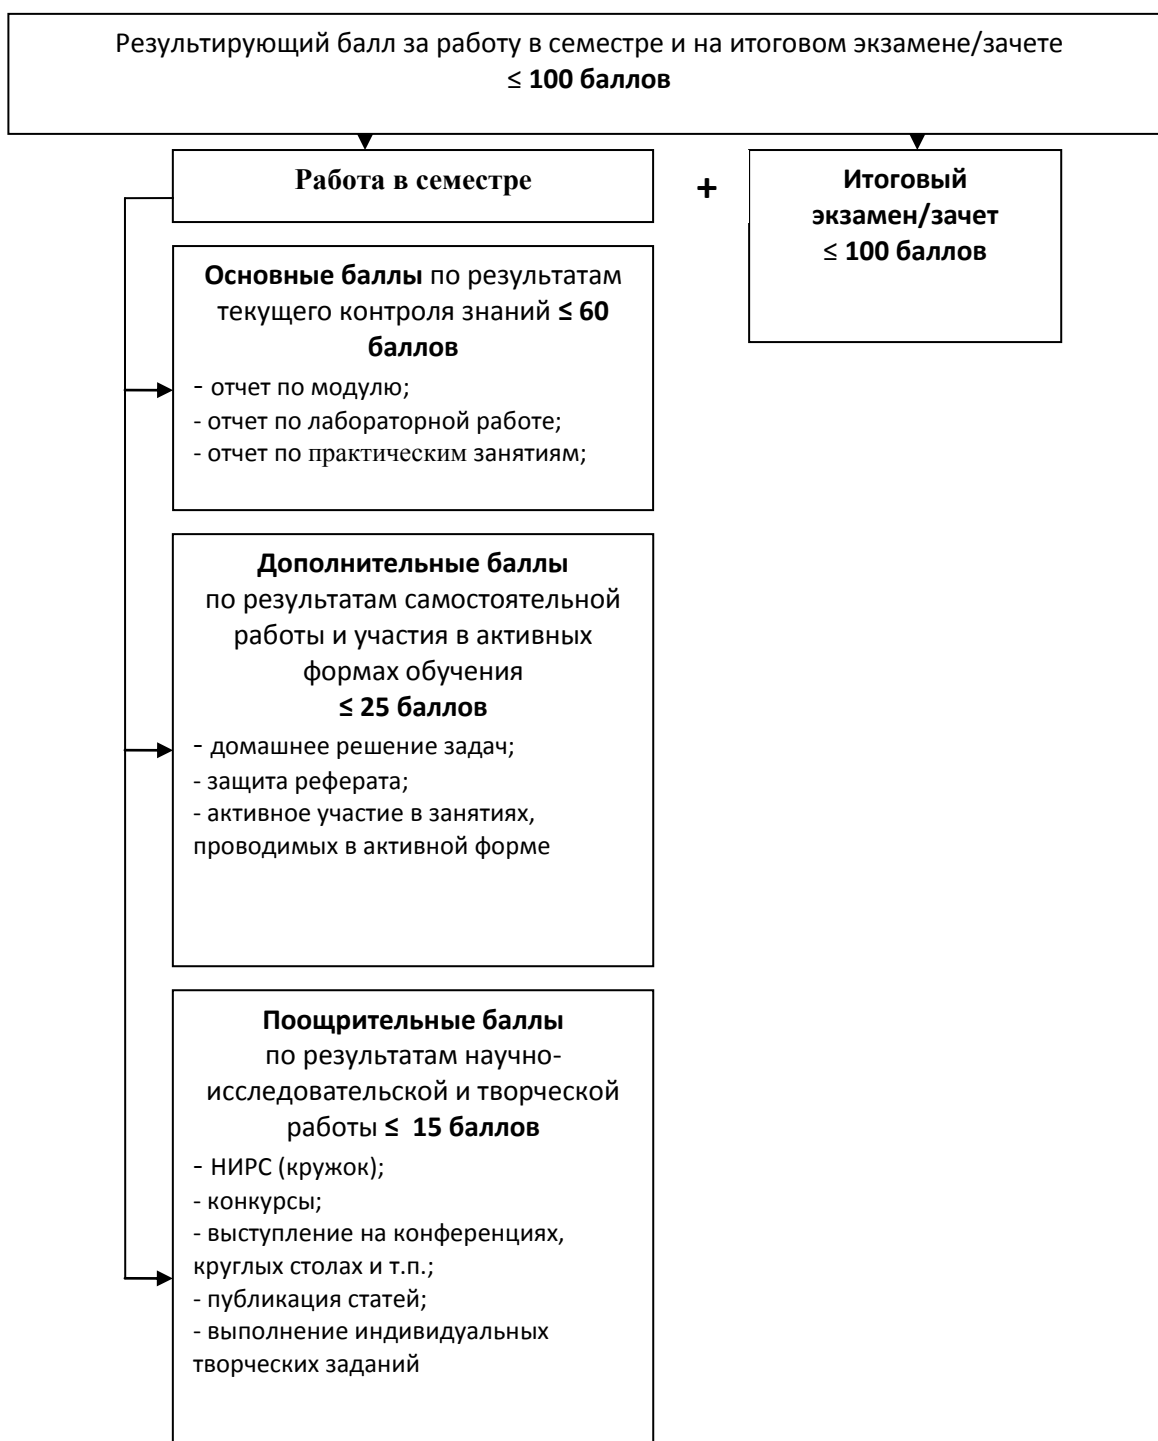 Результирующий балл за работу в семестре и на итоговом экзамене/зачете
≤ 100 баллов
Работа в семестре
+
Итоговый
экзамен/зачет
≤ 100 баллов
Основные баллы по результатам
текущего контроля знаний ≤ 60
баллов
- отчет по модулю;
- отчет по лабораторной работе;
- отчет по практическим занятиям;
Дополнительные баллы
по результатам самостоятельной
работы и участия в активных
формах обучения
≤ 25 баллов
- домашнее решение задач;
- защита реферата;
- активное участие в занятиях,
проводимых в активной форме
Поощрительные баллы
по результатам научно-
исследовательской и творческой
работы ≤ 15 баллов
- НИРС (кружок);
- конкурсы;
- выступление на конференциях,
круглых столах и т.п.;
- публикация статей;
- выполнение индивидуальных
творческих заданий